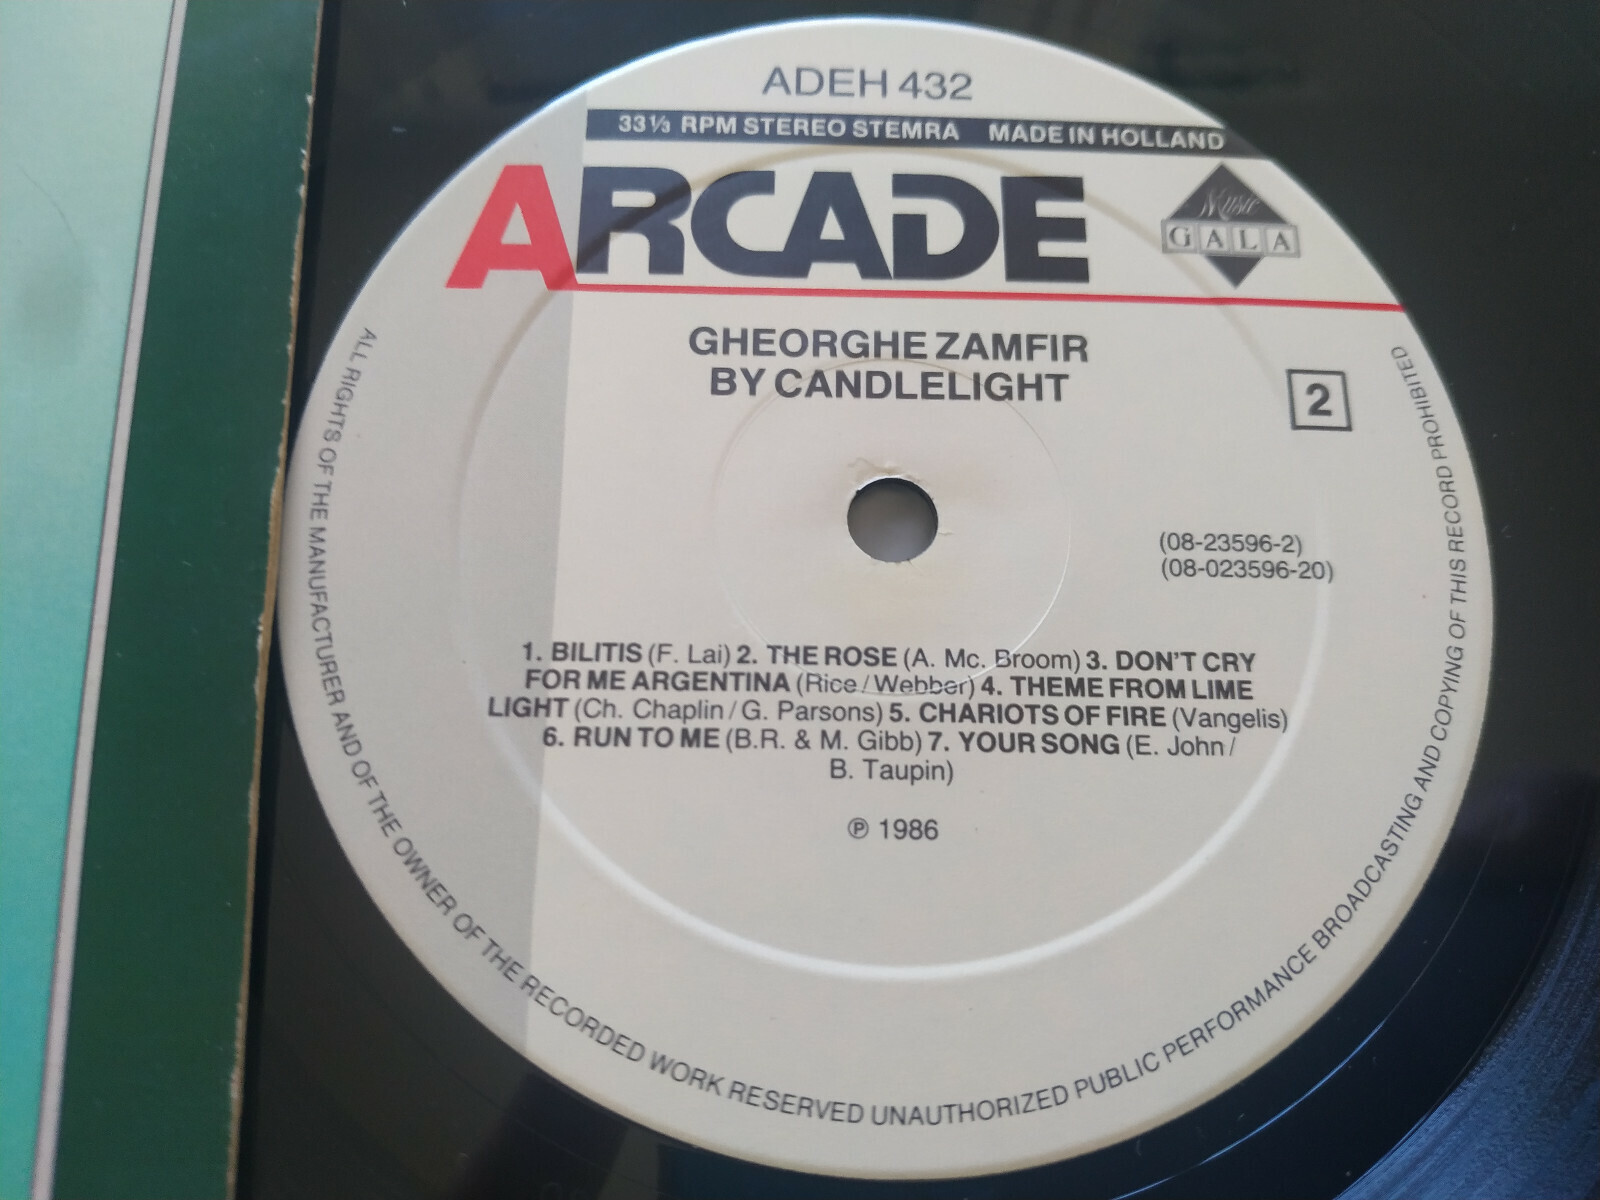 ADEH 432
33⅓ RPM STEREO STEMRA MADE IN HOLLAND
ARCADE
Music
GALA
GHEORGHE ZAMFIR
BY CANDLELIGHT
2
(08-23596-2)
(08-023596-20)
1. BILITIS (F. Lai) 2. THE ROSE (A. Mc. Broom) 3. DON'T CRY
FOR ME ARGENTINA (Rice/Webber) 4. THEME FROM LIME
LIGHT (Ch. Chaplin/G. Parsons) 5. CHARIOTS OF FIRE (Vangelis)
6. RUN TO ME (B.R. & M. Gibb) 7. YOUR SONG (E. John/
B. Taupin)
℗ 1986
ALL RIGHTS OF THE MANUFACTURER AND OF THE OWNER OF THE RECORDED WORK RESERVED UNAUTHORIZED PUBLIC PERFORMANCE BROADCASTING AND COPYING OF THIS RECORD PROHIBITED